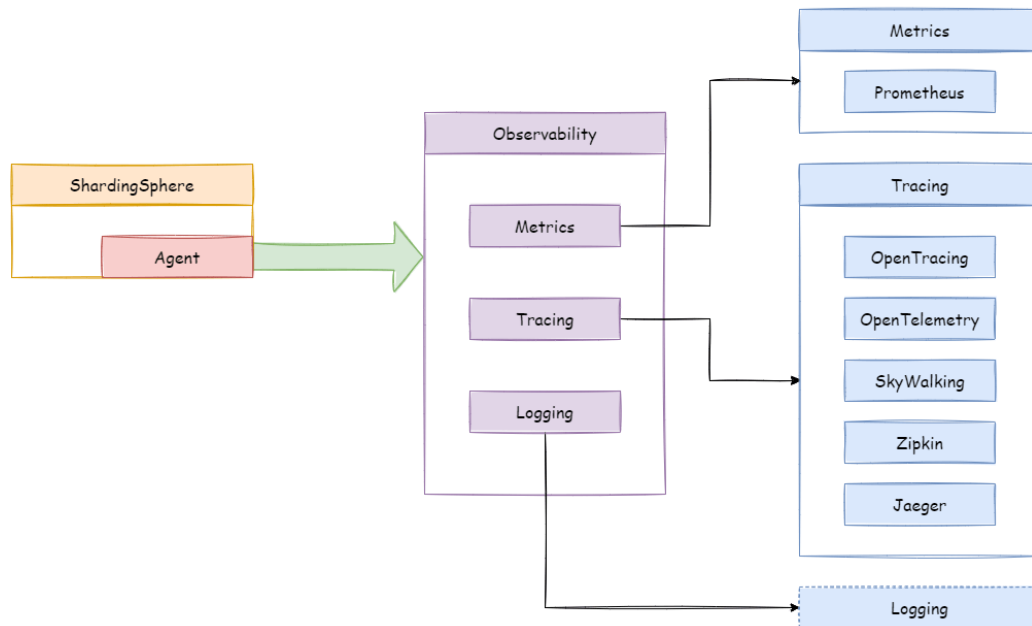 ShardingSphere
Agent
Observability
Metrics
Tracing
Logging
Metrics
Prometheus
Tracing
OpenTracing
OpenTelemetry
SkyWalking
Zipkin
Jaeger
Logging